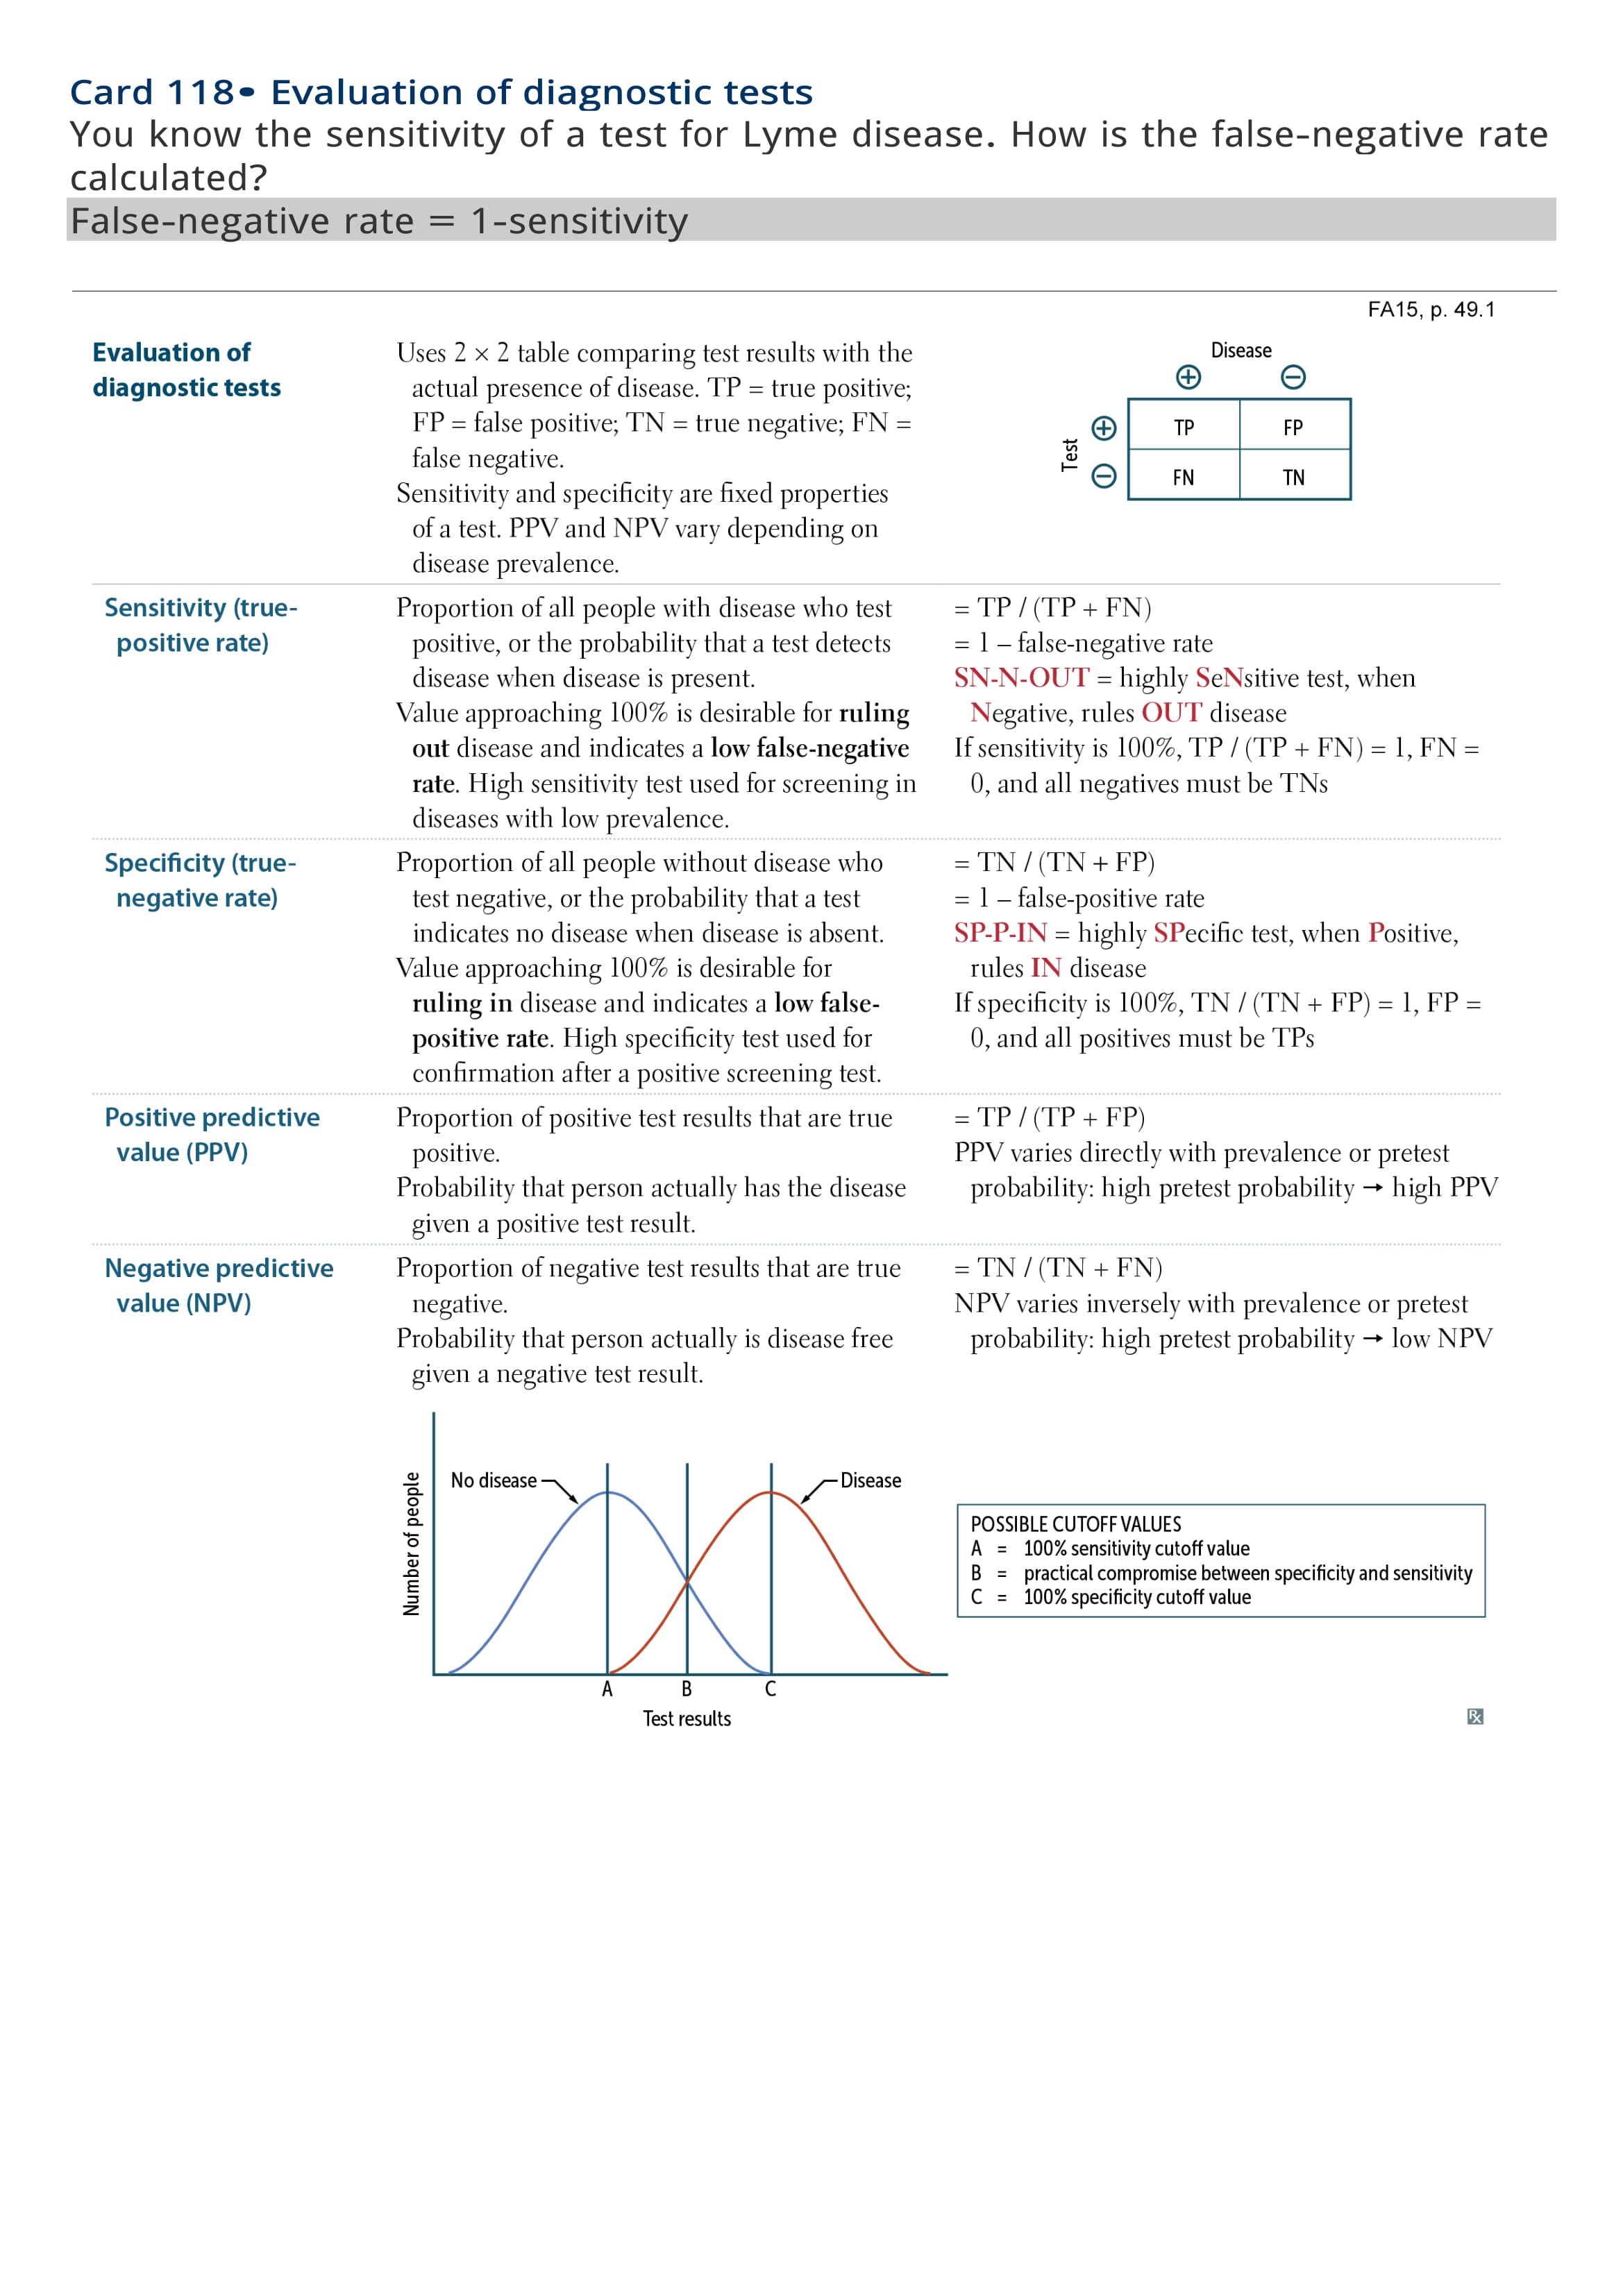 Card 118• Evaluation of diagnostic tests
You know the sensitivity of a test for Lyme disease. How is the false-negative rate
calculated?
False-negative rate = 1-sensitivity
FA15, p. 49.1
Evaluation of
diagnostic tests
Uses 2 × 2 table comparing test results with the
actual presence of disease. TP = true positive;
FP = false positive; TN = true negative; FN =
false negative.
Sensitivity and specificity are fixed properties
of a test. PPV and NPV vary depending on
disease prevalence.
Disease
⊕ ⊖
Test
⊕ TP FP
⊖ FN TN
Sensitivity (true-
positive rate)
Proportion of all people with disease who test
positive, or the probability that a test detects
disease when disease is present.
Value approaching 100% is desirable for ruling
out disease and indicates a low false-negative
rate. High sensitivity test used for screening in
diseases with low prevalence.
= TP / (TP + FN)
= 1 – false-negative rate
SN-N-OUT = highly SeNsitive test, when
Negative, rules OUT disease
If sensitivity is 100%, TP / (TP + FN) = 1, FN =
0, and all negatives must be TNs
Specificity (true-
negative rate)
Proportion of all people without disease who
test negative, or the probability that a test
indicates no disease when disease is absent.
Value approaching 100% is desirable for
ruling in disease and indicates a low false-
positive rate. High specificity test used for
confirmation after a positive screening test.
= TN / (TN + FP)
= 1 – false-positive rate
SP-P-IN = highly SPecific test, when Positive,
rules IN disease
If specificity is 100%, TN / (TN + FP) = 1, FP =
0, and all positives must be TPs
Positive predictive
value (PPV)
Proportion of positive test results that are true
positive.
Probability that person actually has the disease
given a positive test result.
= TP / (TP + FP)
PPV varies directly with prevalence or pretest
probability: high pretest probability → high PPV
Negative predictive
value (NPV)
Proportion of negative test results that are true
negative.
Probability that person actually is disease free
given a negative test result.
= TN / (TN + FN)
NPV varies inversely with prevalence or pretest
probability: high pretest probability → low NPV
Number of people
No disease
Disease
A B C
Test results
POSSIBLE CUTOFF VALUES
A = 100% sensitivity cutoff value
B = practical compromise between specificity and sensitivity
C = 100% specificity cutoff value
Rx